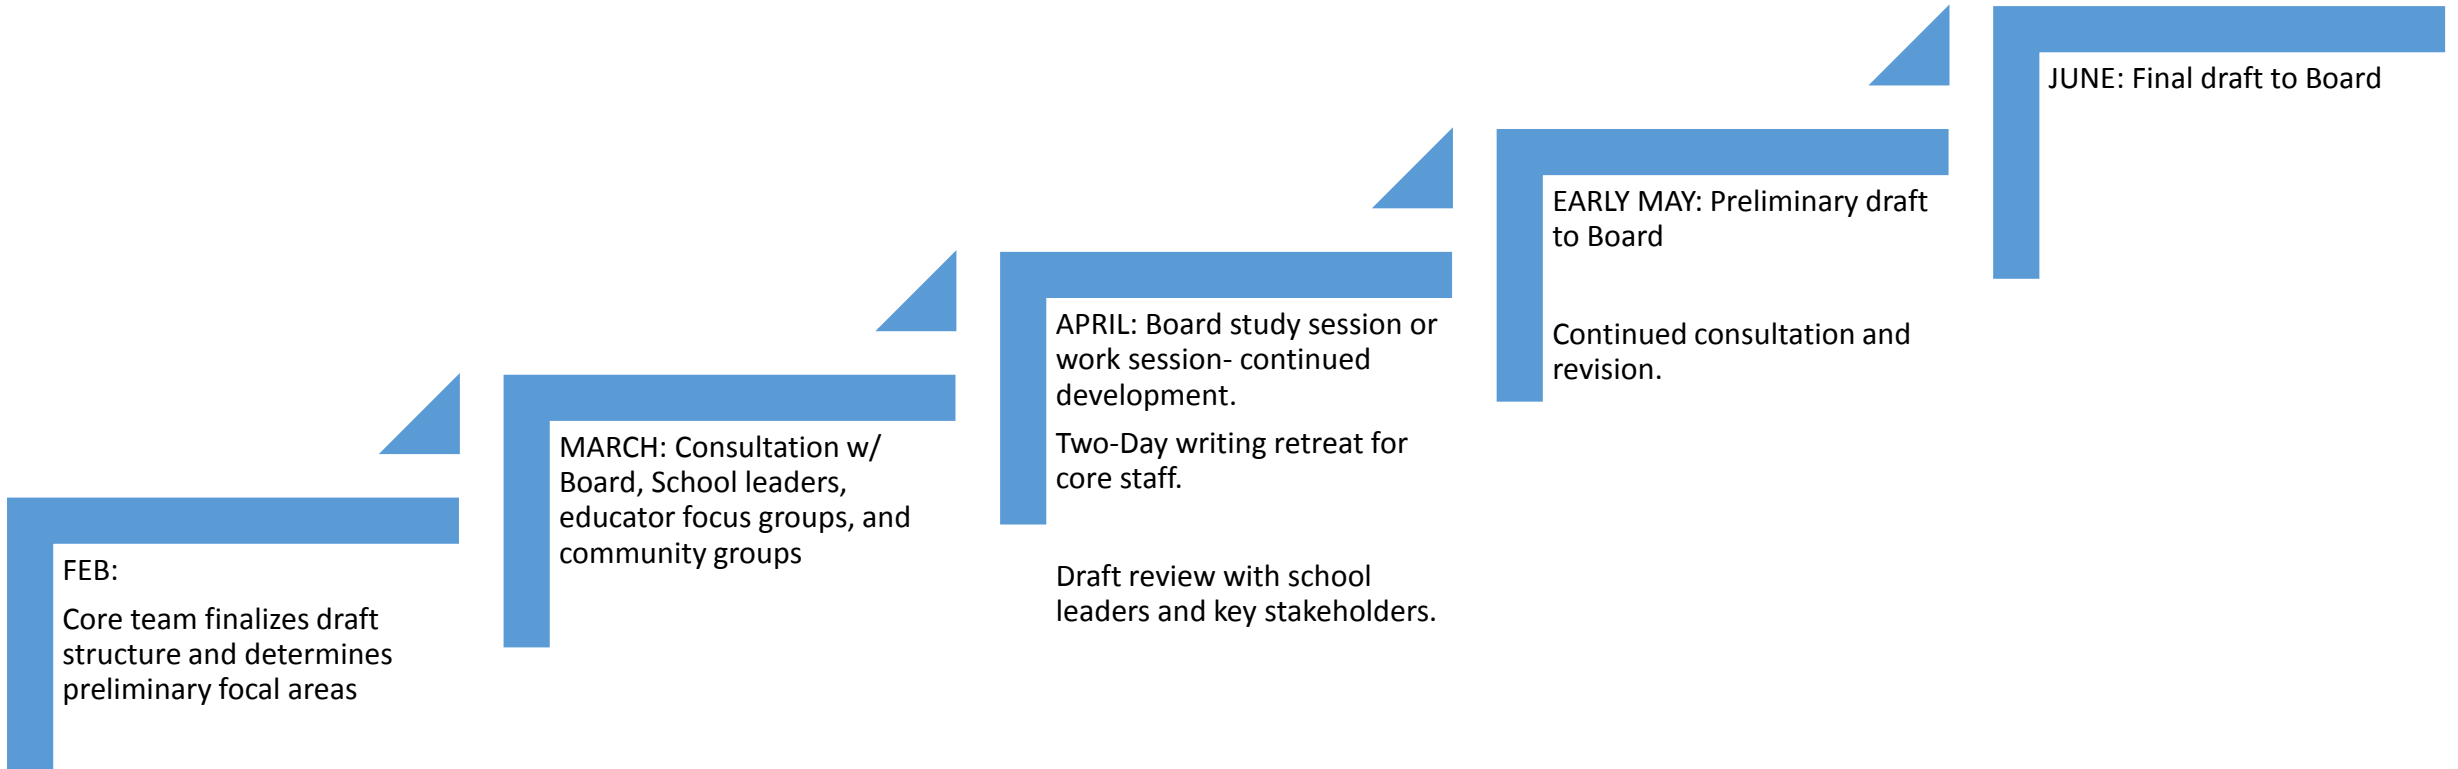 FEB:
Core team finalizes draft
structure and determines
preliminary focal areas
MARCH: Consultation w/
Board, School leaders,
educator focus groups, and
community groups
APRIL: Board study session or
work session- continued
development.
Two-Day writing retreat for
core staff.
Draft review with school
leaders and key stakeholders.
EARLY MAY: Preliminary draft
to Board
Continued consultation and
revision.
JUNE: Final draft to Board